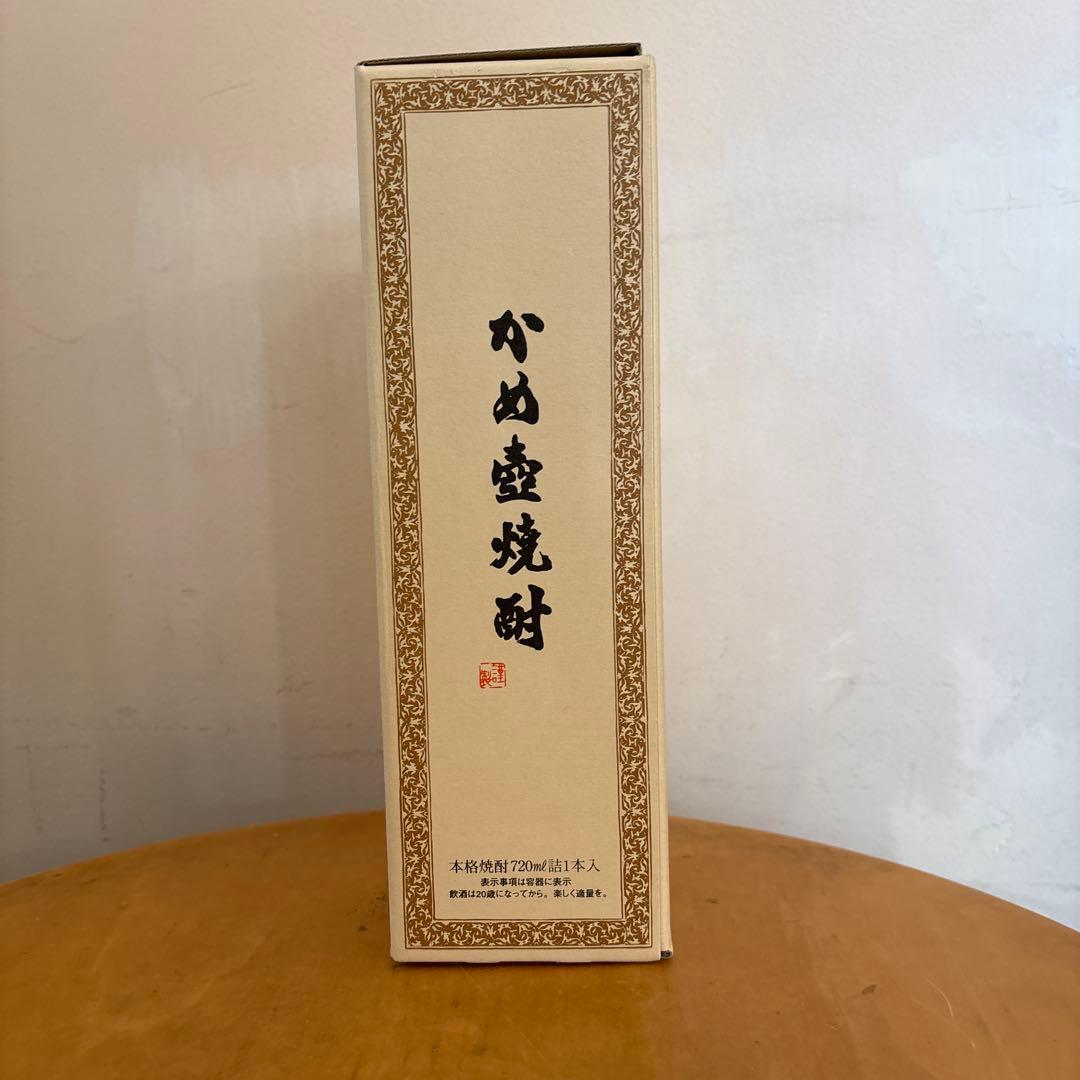 かめ壺焼酎
謹製
本格焼酎720㎖詰1本入
表示事項は容器に表示
飲酒は20歳になってから。楽しく適量を。